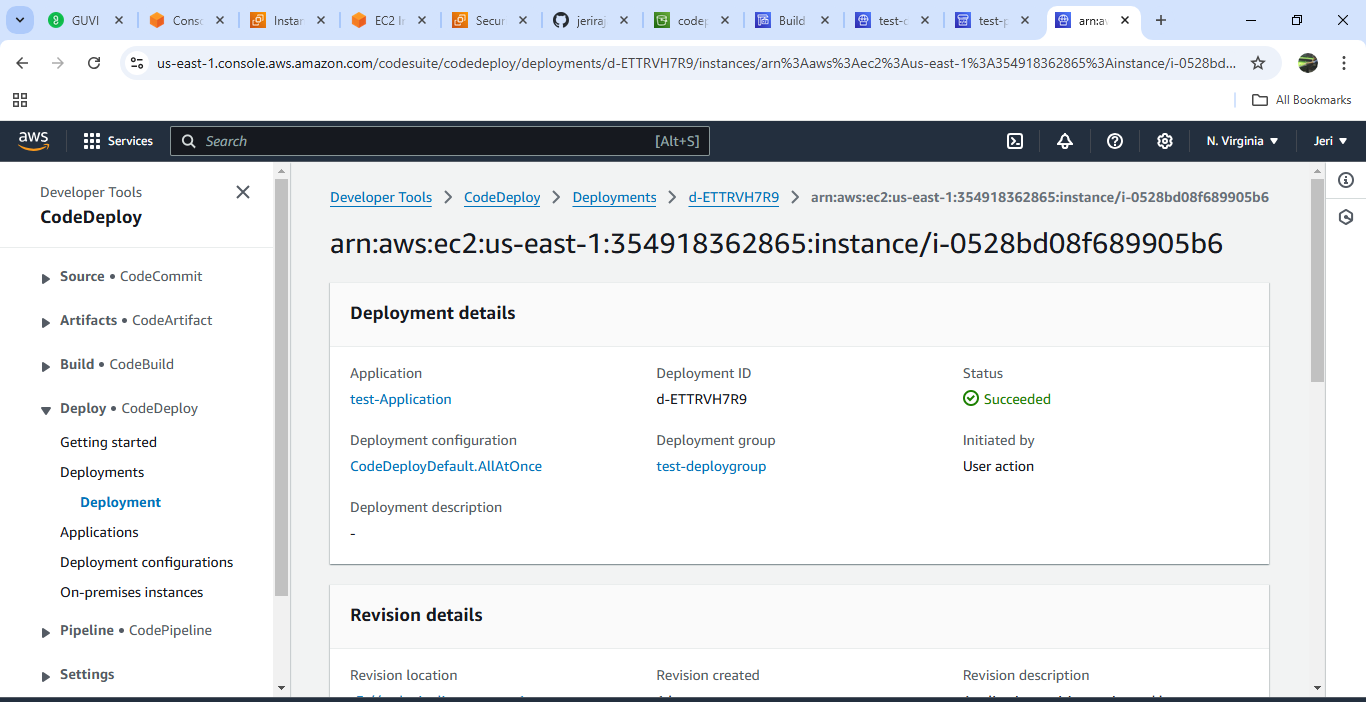 GUVI
Conso
Instan
EC2 In
Secur
jeriraj
codep
Build
test-c
test-p
arn:aw
us-east-1.console.aws.amazon.com/codesuite/codedeploy/deployments/d-ETTRVH7R9/instances/arn%3Aaws%3Aec2%3Aus-east-1%3A354918362865%3Ainstance/i-0528bd...
All Bookmarks
aws
Services
Search
[Alt+S]
N. Virginia
Jeri
Developer Tools
CodeDeploy
Source • CodeCommit
Artifacts • CodeArtifact
Build • CodeBuild
Deploy • CodeDeploy
Getting started
Deployments
Deployment
Applications
Deployment configurations
On-premises instances
Pipeline • CodePipeline
Settings
Developer Tools > CodeDeploy > Deployments > d-ETTRVH7R9 > arn:aws:ec2:us-east-1:354918362865:instance/i-0528bd08f689905b6
arn:aws:ec2:us-east-1:354918362865:instance/i-0528bd08f689905b6
Deployment details
Application
test-Application
Deployment ID
d-ETTRVH7R9
Status
Succeeded
Deployment configuration
CodeDeployDefault.AllAtOnce
Deployment group
test-deploygroup
Initiated by
User action
Deployment description
-
Revision details
Revision location
Revision created
Revision description